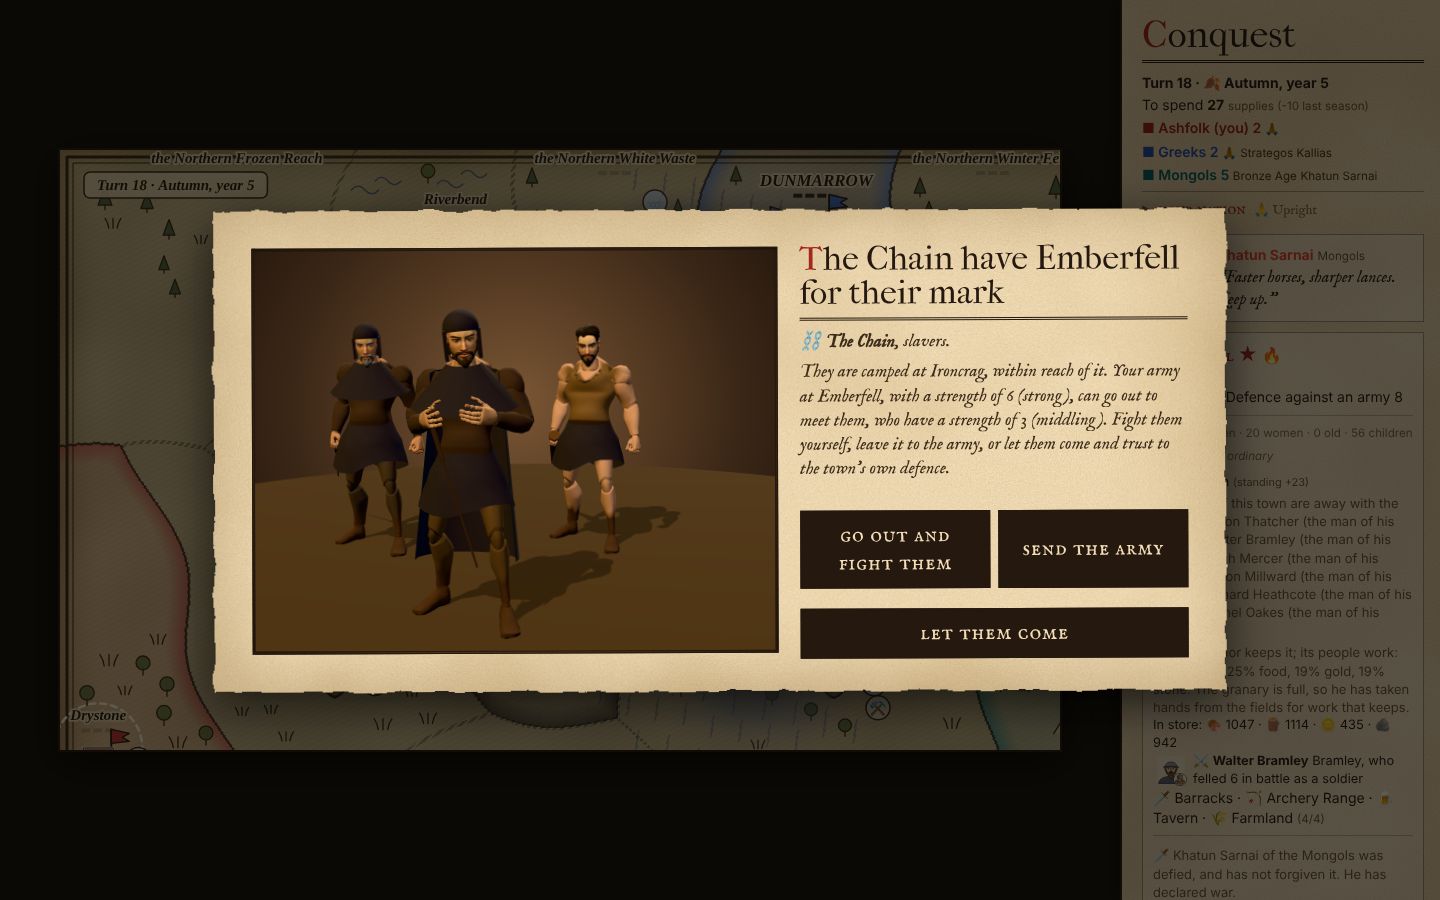 Conquest
Turn 18 · Autumn, year 5
To spend 27 supplies (-10 last season)
Ashfolk (you) 2
Greeks 2 Strategos Kallias
Mongols 5 Bronze Age Khatun Sarnai
Upright
the Northern Frozen Reach
the Northern White Waste
the Northern Winter Fe
Turn 18 · Autumn, year 5
Riverbend
DUNMARROW
Drystone
The Chain have Emberfell
for their mark
The Chain, slavers.
They are camped at Ironcrag, within reach of it. Your army
at Emberfell, with a strength of 6 (strong), can go out to
meet them, who have a strength of 3 (middling). Fight them
yourself, leave it to the army, or let them come and trust to
the town's own defence.
GO OUT AND
FIGHT THEM
SEND THE ARMY
LET THEM COME
hatun Sarnai Mongols
Faster horses, sharper lances.
eep up.”
Defence against an army 8
n · 20 women · 0 old · 56 children
ordinary
(standing +23)
this town are away with the
on Thatcher (the man of his
ter Bramley (the man of his
h Mercer (the man of his
on Millward (the man of his
ard Heathcote (the man of his
nel Oakes (the man of his
or keeps it; its people work:
25% food, 19% gold, 19%
stone. The granary is full, so he has taken
hands from the fields for work that keeps.
In store: 1047 · 1114 · 435 ·
942
Walter Bramley Bramley, who
felled 6 in battle as a soldier
Barracks · Archery Range ·
Tavern · Farmland (4/4)
Khatun Sarnai of the Mongols was
defied, and has not forgiven it. He has
declared war.